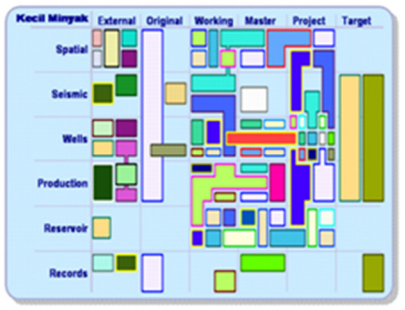 Kecil Minyak External Original Working Master Project Target
Spatial
Seismic
Wells
Production
Reservoir
Records